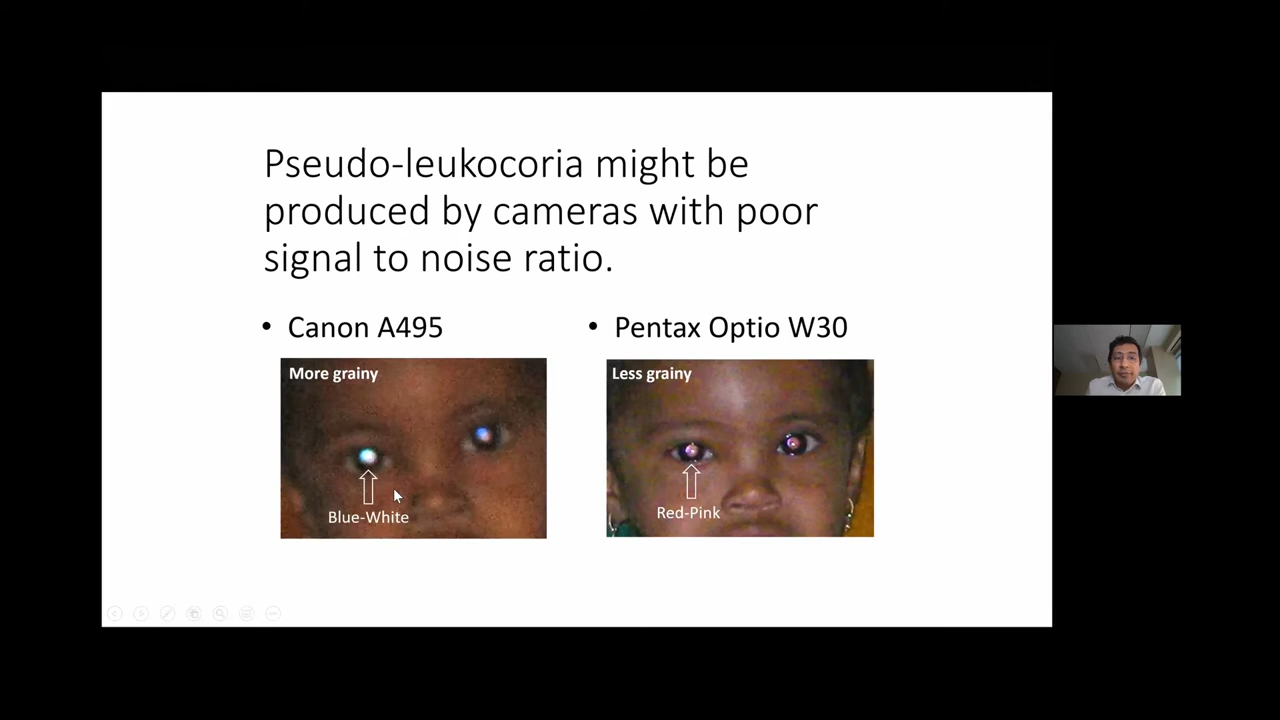 Pseudo-leukocoria might be
produced by cameras with poor
signal to noise ratio.
• Canon A495
• Pentax Optio W30
More grainy
Less grainy
Blue-White
Red-Pink